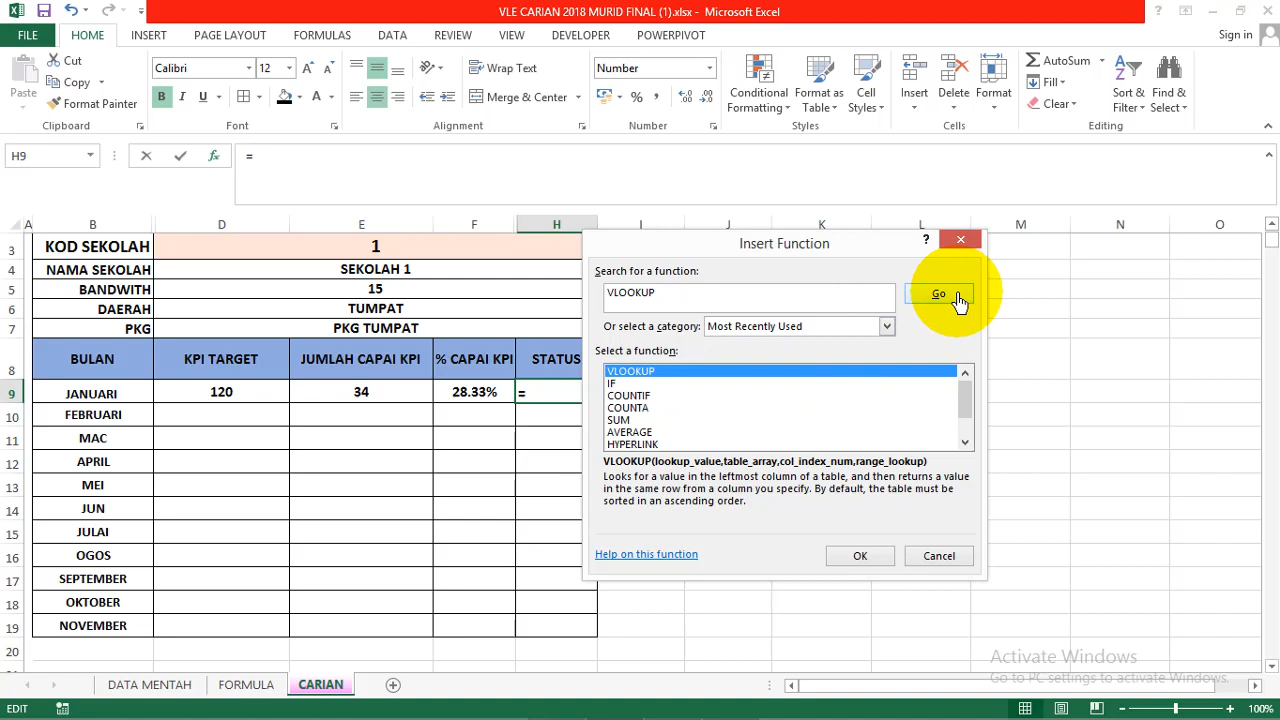 VLE CARIAN 2018 MURID FINAL (1).xlsx - Microsoft Excel
FILE HOME INSERT PAGE LAYOUT FORMULAS DATA REVIEW VIEW DEVELOPER POWERPIVOT Sign in
Paste Cut Copy Format Painter
Calibri 12
B I U A
Wrap Text
Merge & Center
Number
%
Conditional Formatting
Format as Table
Cell Styles
Insert Delete Format
AutoSum
Fill
Clear
Sort & Filter
Find & Select
Clipboard Font Alignment Number Styles Cells Editing
H9 fx =
A B D E F H I J K L M N O
3 KOD SEKOLAH 1
4 NAMA SEKOLAH SEKOLAH 1
5 BANDWITH 15
6 DAERAH TUMPAT
7 PKG PKG TUMPAT
8 BULAN KPI TARGET JUMLAH CAPAI KPI % CAPAI KPI STATUS
9 JANUARI 120 34 28.33% =
10 FEBRUARI
11 MAC
12 APRIL
13 MEI
14 JUN
15 JULAI
16 OGOS
17 SEPTEMBER
18 OKTOBER
19 NOVEMBER
20
Insert Function
?
Search for a function:
VLOOKUP
Go
Or select a category: Most Recently Used
Select a function:
VLOOKUP
IF
COUNTIF
COUNTA
SUM
AVERAGE
HYPERLINK
VLOOKUP(lookup_value,table_array,col_index_num,range_lookup)
Looks for a value in the leftmost column of a table, and then returns a value
in the same row from a column you specify. By default, the table must be
sorted in an ascending order.
Help on this function
OK Cancel
Activate Windows
Go to PC settings to activate Windows.
DATA MENTAH FORMULA CARIAN
EDIT 100%